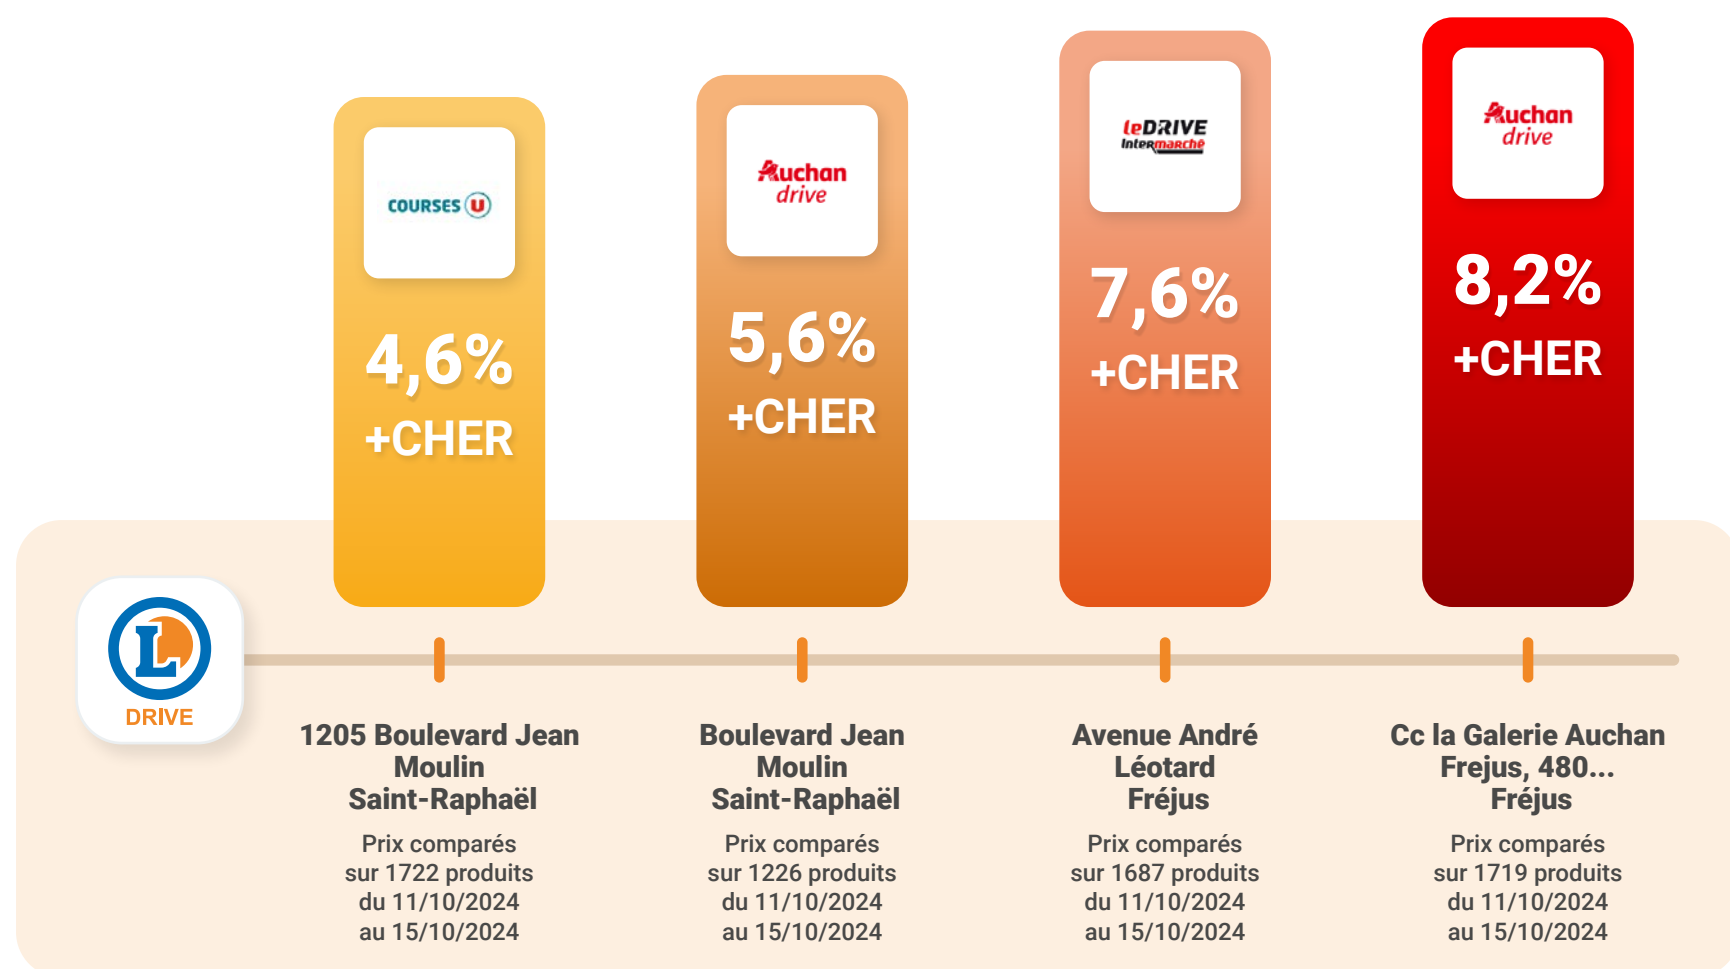 COURSES U
4,6%
+CHER
Auchan
drive
5,6%
+CHER
leDRIVE
Intermarché
7,6%
+CHER
Auchan
drive
8,2%
+CHER
L
DRIVE
1205 Boulevard Jean
Moulin
Saint-Raphaël
Prix comparés
sur 1722 produits
du 11/10/2024
au 15/10/2024
Boulevard Jean
Moulin
Saint-Raphaël
Prix comparés
sur 1226 produits
du 11/10/2024
au 15/10/2024
Avenue André
Léotard
Fréjus
Prix comparés
sur 1687 produits
du 11/10/2024
au 15/10/2024
Cc la Galerie Auchan
Frejus, 480...
Fréjus
Prix comparés
sur 1719 produits
du 11/10/2024
au 15/10/2024